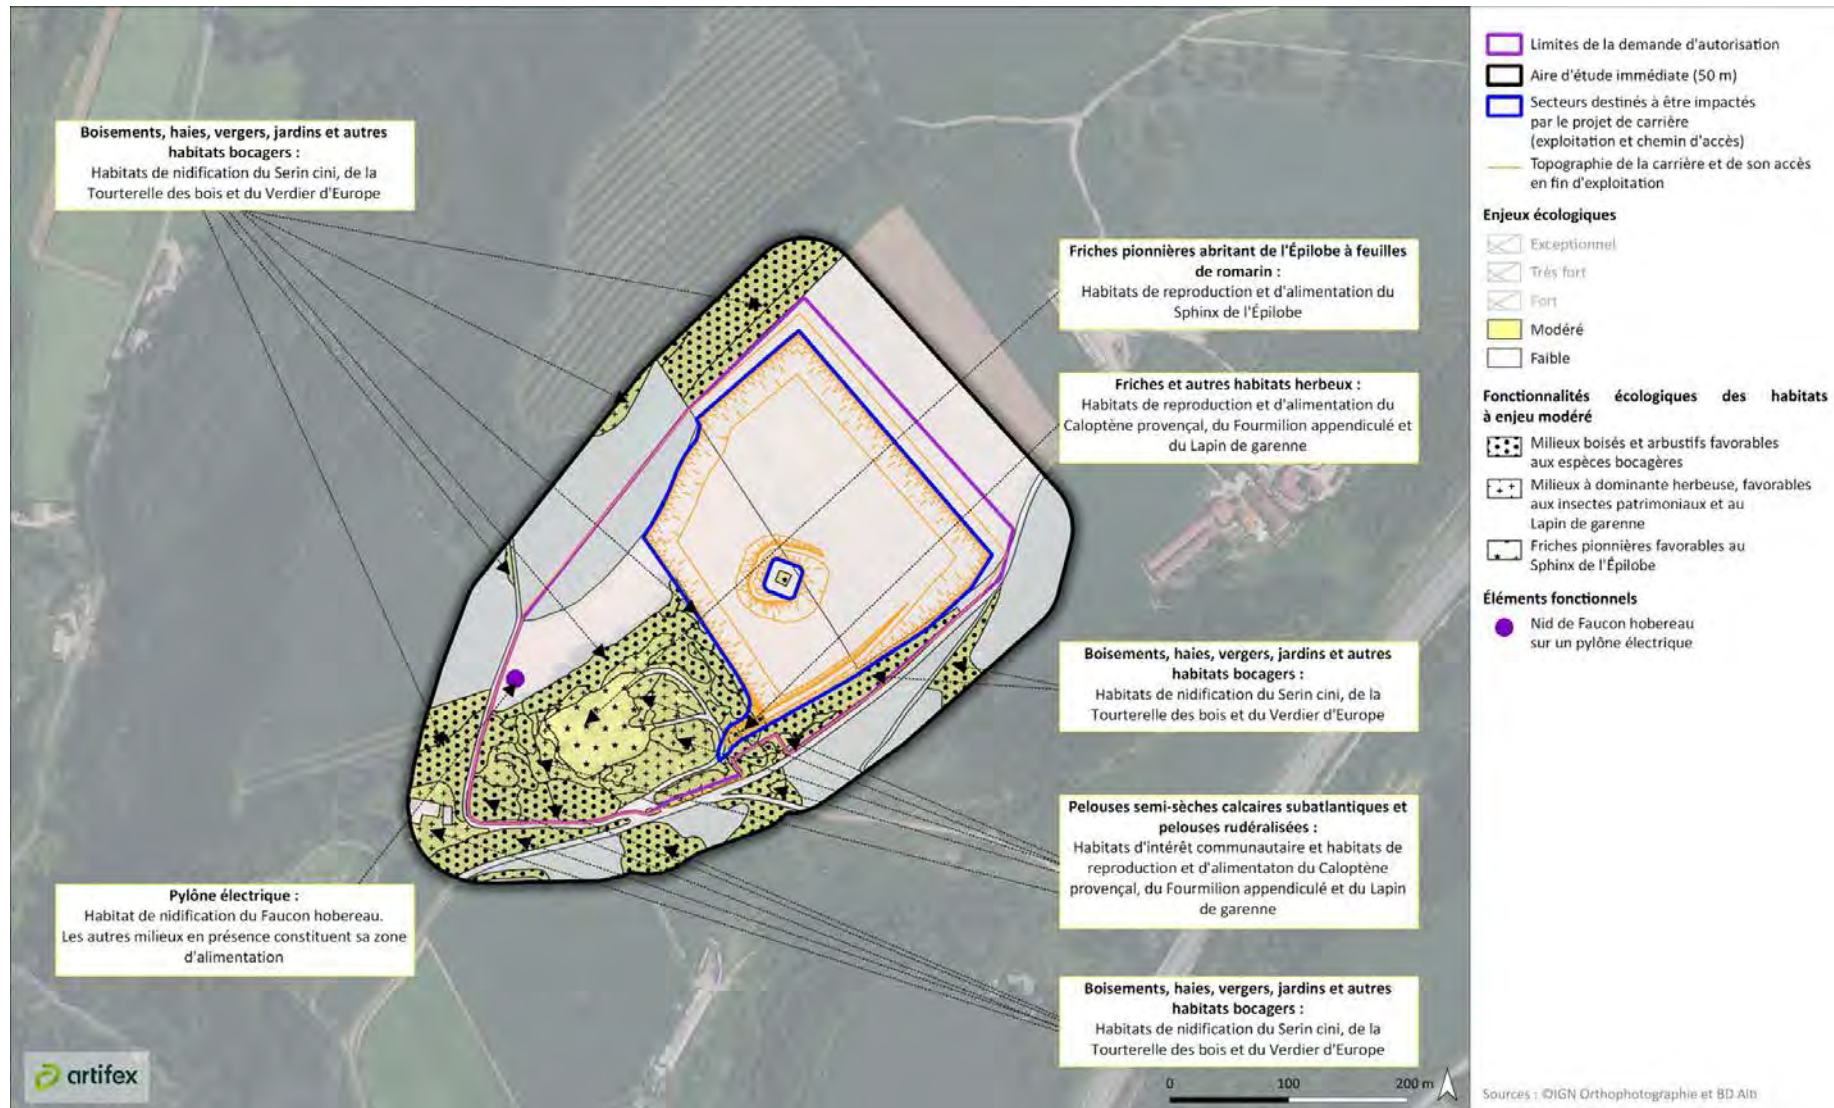 Boisements, haies, vergers, jardins et autres
habitats bocagers :
Habitats de nidification du Serin cini, de la
Tourterelle des bois et du Verdier d'Europe
Friches pionnières abritant de l'Épilobe à feuilles
de romarin :
Habitats de reproduction et d'alimentation du
Sphinx de l'Épilobe
Friches et autres habitats herbeux :
Habitats de reproduction et d'alimentation du
Caloptène provençal, du Fourmilion appendiculé et
du Lapin de garenne
Boisements, haies, vergers, jardins et autres
habitats bocagers :
Habitats de nidification du Serin cini, de la
Tourterelle des bois et du Verdier d'Europe
Pelouses semi-sèches calcaires subatlantiques et
pelouses rudéralisées :
Habitats d'intérêt communautaire et habitats de
reproduction et d'alimentaton du Caloptène
provençal, du Fourmilion appendiculé et du Lapin
de garenne
Pylône électrique :
Habitat de nidification du Faucon hobereau.
Les autres milieux en présence constituent sa zone
d'alimentation
Boisements, haies, vergers, jardins et autres
habitats bocagers :
Habitats de nidification du Serin cini, de la
Tourterelle des bois et du Verdier d'Europe
artifex
0 100 200 m
Limites de la demande d'autorisation
Aire d'étude immédiate (50 m)
Secteurs destinés à être impactés
par le projet de carrière
(exploitation et chemin d'accès)
Topographie de la carrière et de son accès
en fin d'exploitation
Enjeux écologiques
Exceptionnel
Très fort
Fort
Modéré
Faible
Fonctionnalités écologiques des habitats
à enjeu modéré
Milieux boisés et arbustifs favorables
aux espèces bocagères
Milieux à dominante herbeuse, favorables
aux insectes patrimoniaux et au
Lapin de garenne
Friches pionnières favorables au
Sphinx de l'Épilobe
Éléments fonctionnels
Nid de Faucon hobereau
sur un pylône électrique
Sources : ©IGN Orthophotographie et BD Alti